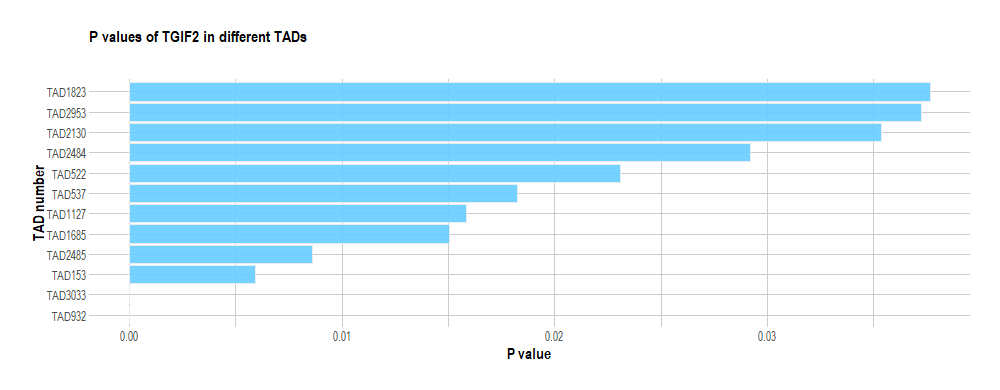 P values of TGIF2 in different TADs
TAD1823
TAD2953
TAD2130
TAD2484
TAD522
TAD537
TAD1127
TAD1685
TAD2485
TAD153
TAD3033
TAD932
TAD number
0.00 0.01 0.02 0.03
P value